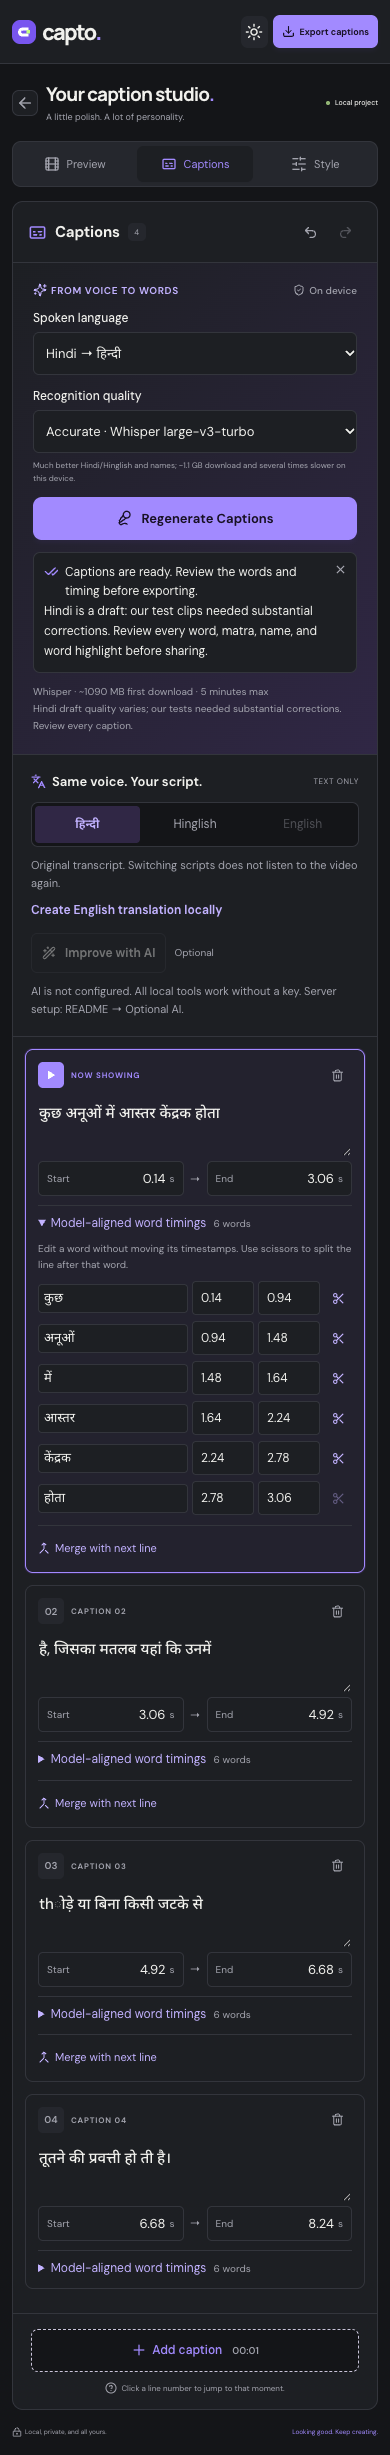 capto.
Export captions
Your caption studio.
A little polish. A lot of personality.
Local project
Preview
Captions
Style
Captions 4
FROM VOICE TO WORDS
On device
Spoken language
Hindi → हिन्दी
Recognition quality
Accurate · Whisper large-v3-turbo
Much better Hindi/Hinglish and names; ~1.1 GB download and several times slower on
this device.
Regenerate Captions
Captions are ready. Review the words and
timing before exporting.
Hindi is a draft: our test clips needed substantial
corrections. Review every word, matra, name, and
word highlight before sharing.
Whisper · ~1090 MB first download · 5 minutes max
Hindi draft quality varies; our tests needed substantial corrections.
Review every caption.
Same voice. Your script.
TEXT ONLY
हिन्दी
Hinglish
English
Original transcript. Switching scripts does not listen to the video
again.
Create English translation locally
Improve with AI
Optional
AI is not configured. All local tools work without a key. Server
setup: README → Optional AI.
NOW SHOWING
कुछ अनूओं में आस्तर केंद्रक होता
Start 0.14 s → End 3.06 s
Model-aligned word timings 6 words
Edit a word without moving its timestamps. Use scissors to split the
line after that word.
कुछ 0.14 0.94
अनूओं 0.94 1.48
में 1.48 1.64
आस्तर 1.64 2.24
केंद्रक 2.24 2.78
होता 2.78 3.06
Merge with next line
02 CAPTION 02
है, जिसका मतलब यहां कि उनमें
Start 3.06 s → End 4.92 s
Model-aligned word timings 6 words
Merge with next line
03 CAPTION 03
thोड़े या बिना किसी जटके से
Start 4.92 s → End 6.68 s
Model-aligned word timings 6 words
Merge with next line
04 CAPTION 04
तूतने की प्रवत्ती हो ती है।
Start 6.68 s → End 8.24 s
Model-aligned word timings 6 words
Add caption 00:01
Click a line number to jump to that moment.
Local, private, and all yours.
Looking good. Keep creating.